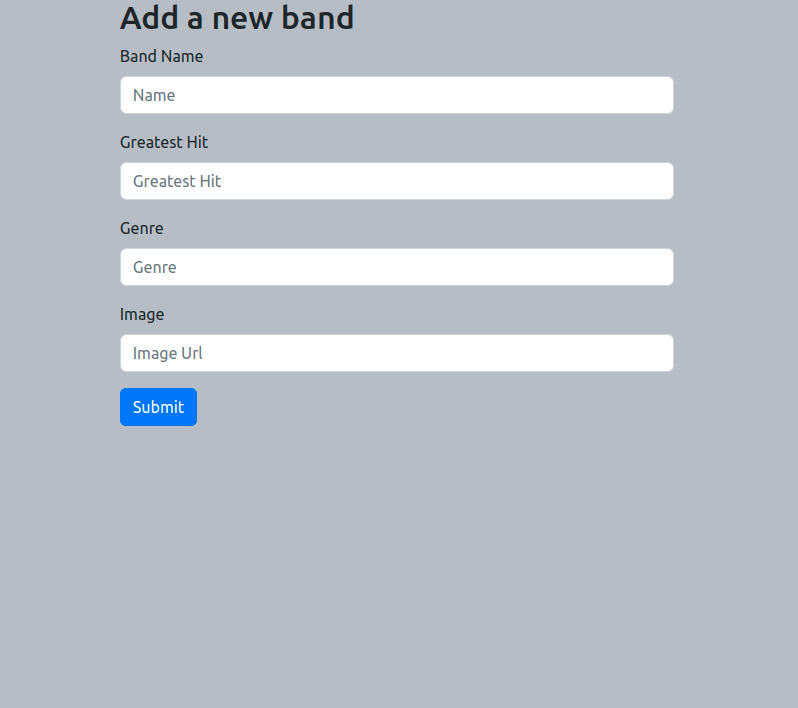 Add a new band
Band Name
Name
Greatest Hit
Greatest Hit
Genre
Genre
Image
Image Url
Submit